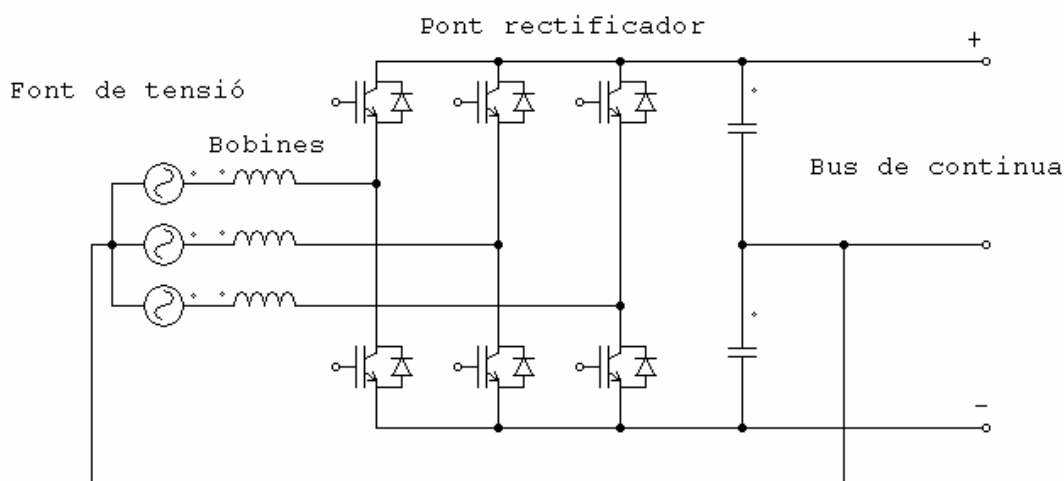 Pont rectificador
+
Font de tensió
Bobines
Bus de continua
-